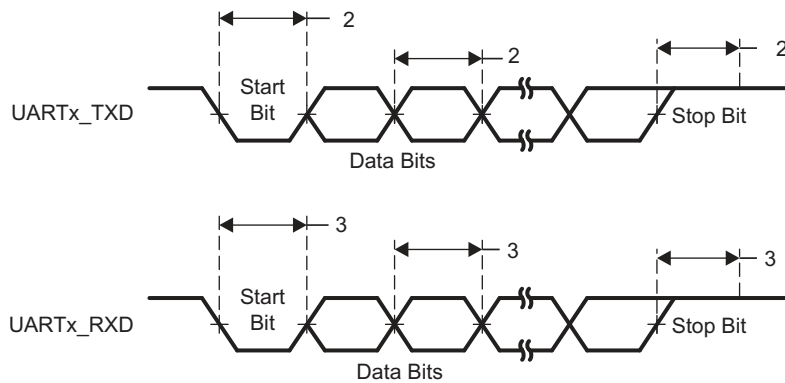 2
2
2
Start
Bit
UARTx_TXD
Stop Bit
Data Bits
3
3
3
Start
Bit
UARTx_RXD
Stop Bit
Data Bits